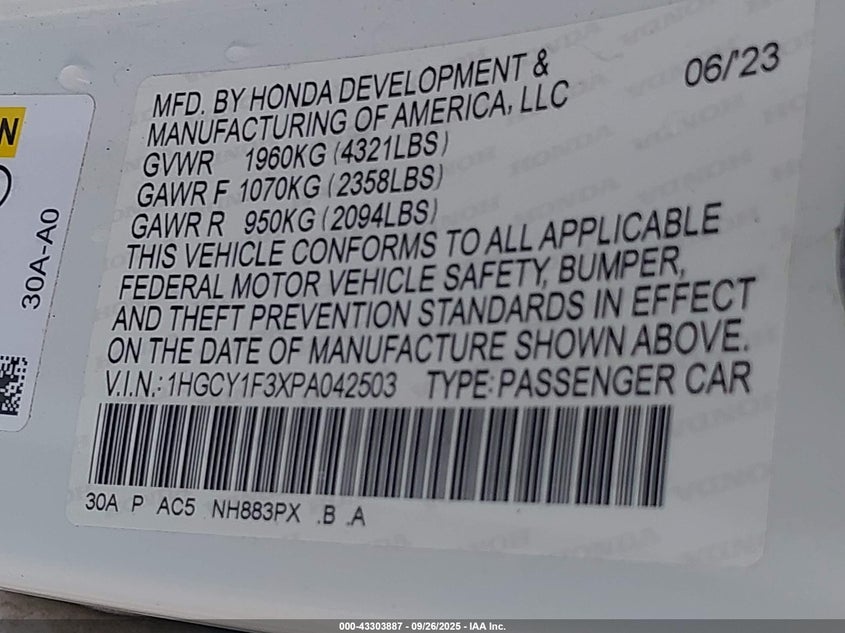 MFD. BY HONDA DEVELOPMENT & 06/'23
MANUFACTURING OF AMERICA, LLC
GVWR 1960KG (4321LBS)
GAWR F 1070KG (2358LBS)
GAWR R 950KG (2094LBS)
THIS VEHICLE CONFORMS TO ALL APPLICABLE
FEDERAL MOTOR VEHICLE SAFETY, BUMPER,
AND THEFT PREVENTION STANDARDS IN EFFECT
ON THE DATE OF MANUFACTURE SHOWN ABOVE.
V.I.N.: 1HGCY1F3XPA042503 TYPE: PASSENGER CAR
30A P AC5 NH883PX .B .A
N
30A-A0
000-43303887 - 09/26/2025 - IAA Inc.